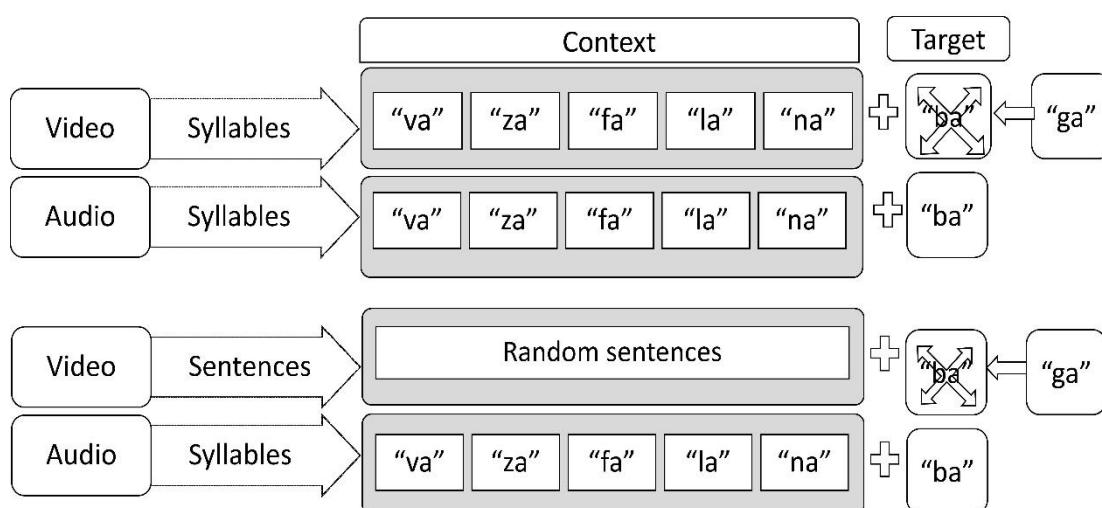 Context Target
Video Syllables “va” “za” “fa” “la” “na” “ba” “ga”
Audio Syllables “va” “za” “fa” “la” “na” “ba”
Video Sentences Random sentences “ba” “ga”
Audio Syllables “va” “za” “fa” “la” “na” “ba”